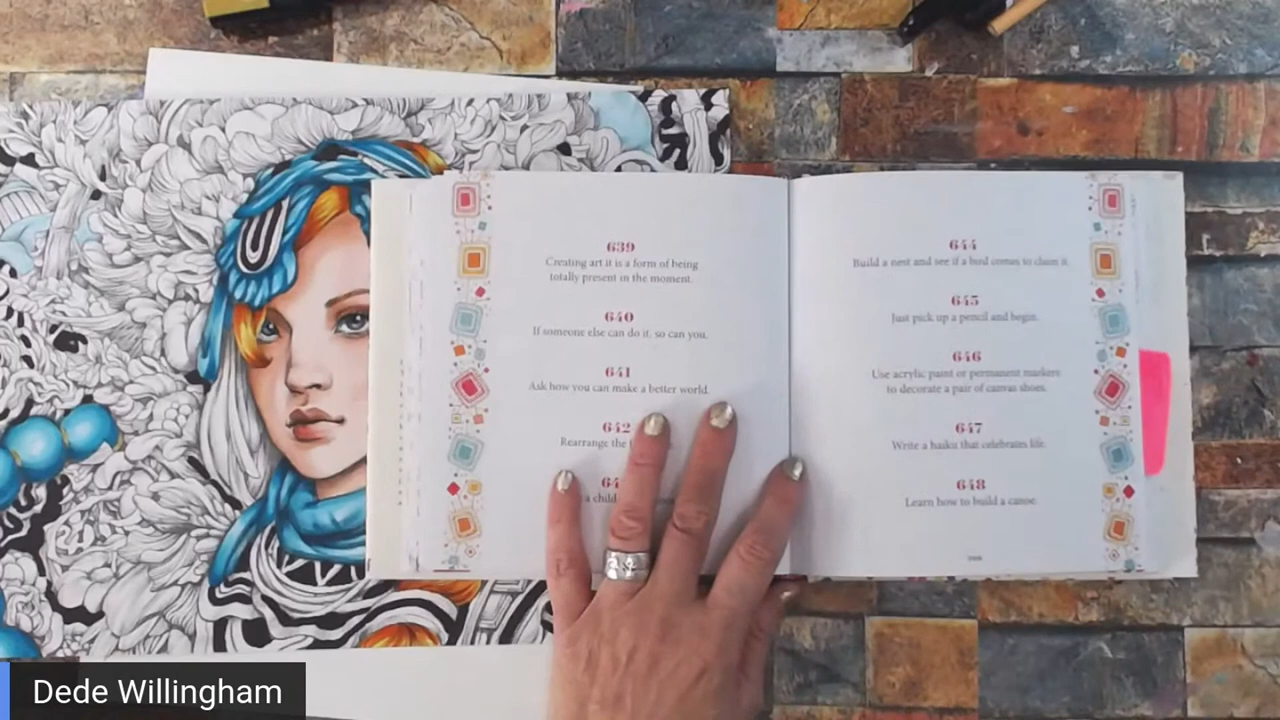 639
Creating art it is a form of being
totally present in the moment.
640
If someone else can do it, so can you.
641
Ask how you can make a better world.
642
Rearrange the
64
a child
644
Build a nest and see if a bird comes to claim it.
645
Just pick up a pencil and begin.
646
Use acrylic paint or permanent markers
to decorate a pair of canvas shoes.
647
Write a haiku that celebrates life.
648
Learn how to build a canoe.
Dede Willingham